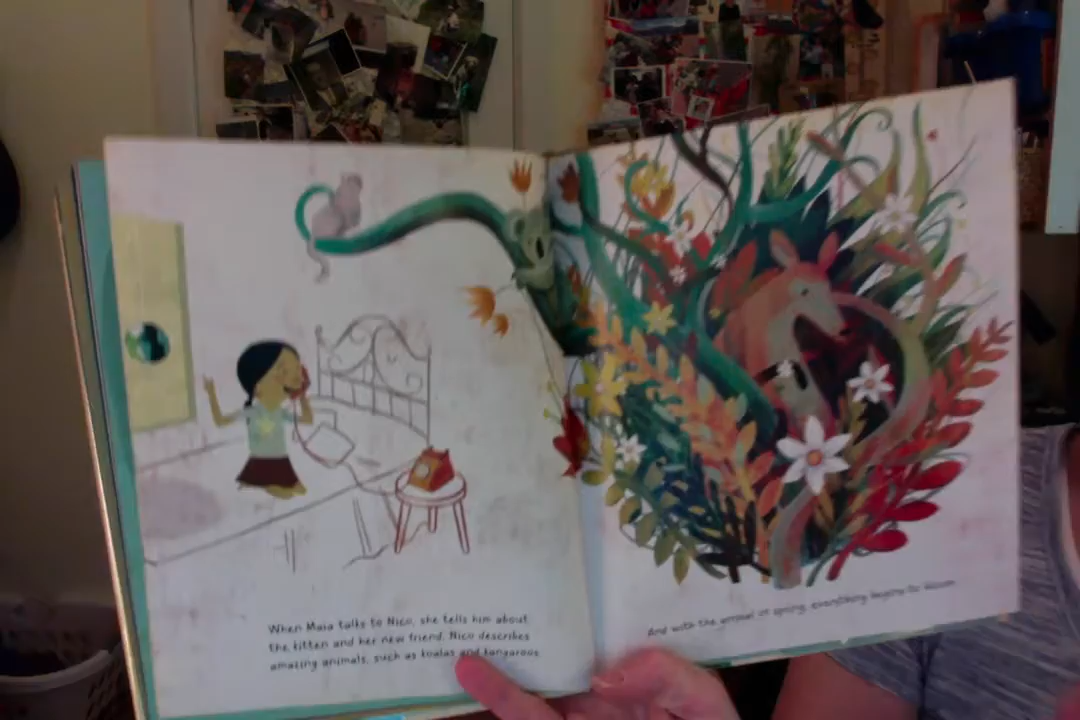 When Maia talks to Nico, she tells him about
the kitten and her new friend. Nico describes
amazing animals, such as koalas and kangaroos
And with the arrival of spring, everything begins to bloom